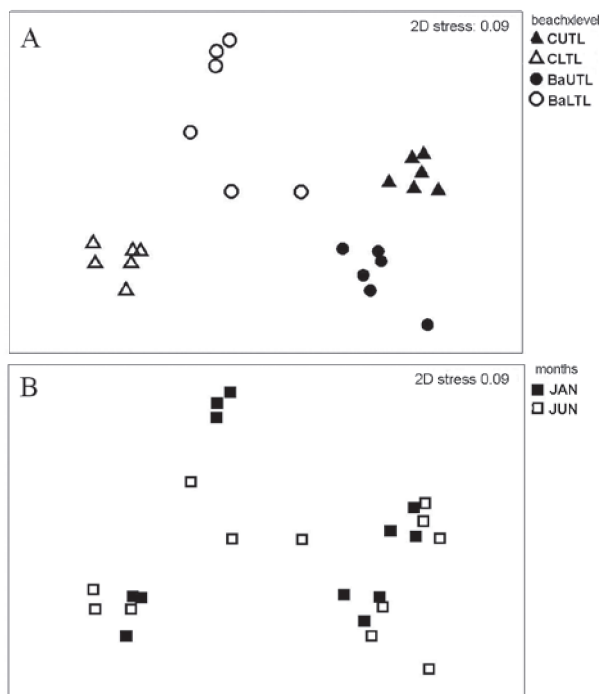 A
2D stress: 0.09
beachxlevel
CUTL
CLTL
BaUTL
BaLTL
B
2D stress 0.09
months
JAN
JUN